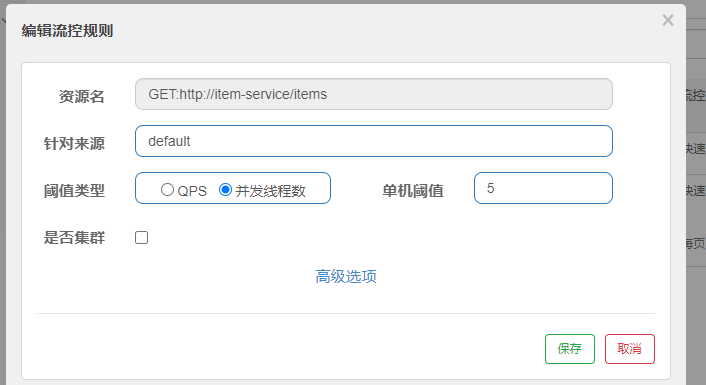 编辑流控规则
×
资源名 GET:http://item-service/items
流控
针对来源 default
快速
阈值类型 QPS 并发线程数 单机阈值 5
快速
是否集群
每页
高级选项
保存 取消